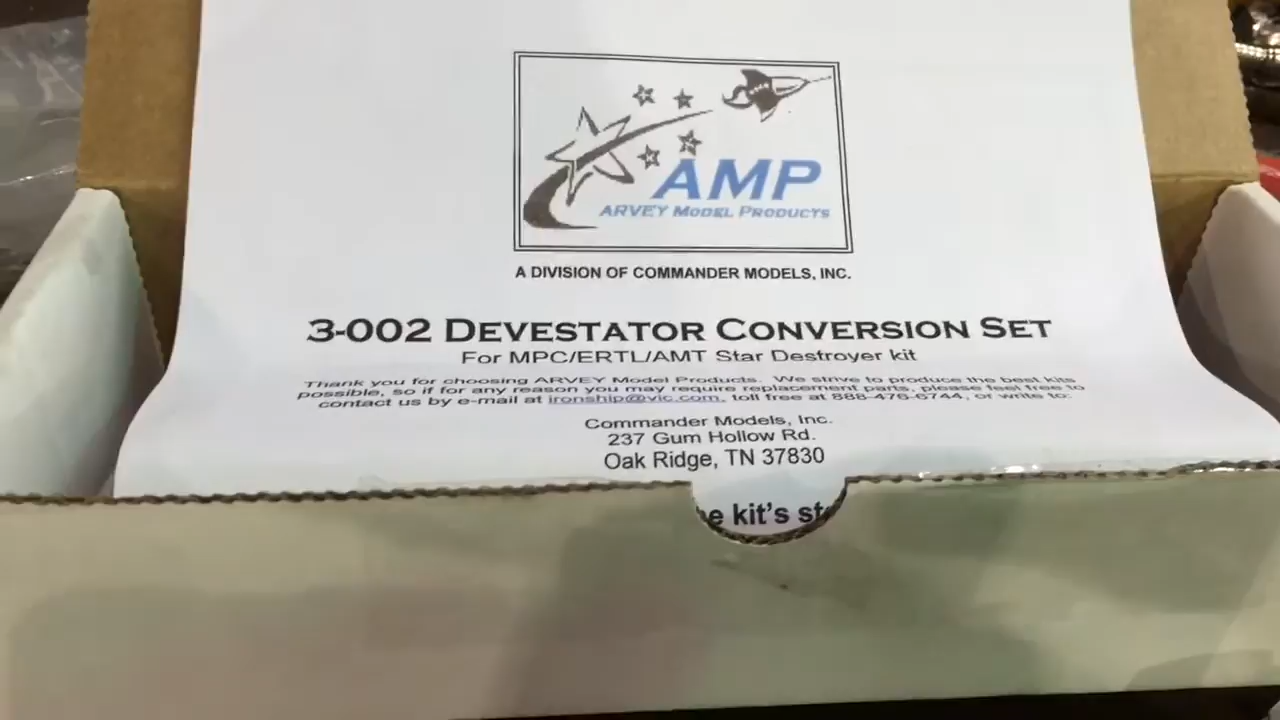 AMP
ARVEY MODEL PRODUCTS
A DIVISION OF COMMANDER MODELS, INC.
3-002 DEVESTATOR CONVERSION SET
For MPC/ERTL/AMT Star Destroyer kit
Thank you for choosing ARVEY Model Products. We strive to produce the best kits
possible, so if for any reason you may require replacement parts, please feel free to
contact us by e-mail at ironship@vic.com, toll free at 888-476-6744, or write to:
Commander Models, Inc.
237 Gum Hollow Rd.
Oak Ridge, TN 37830
kit's